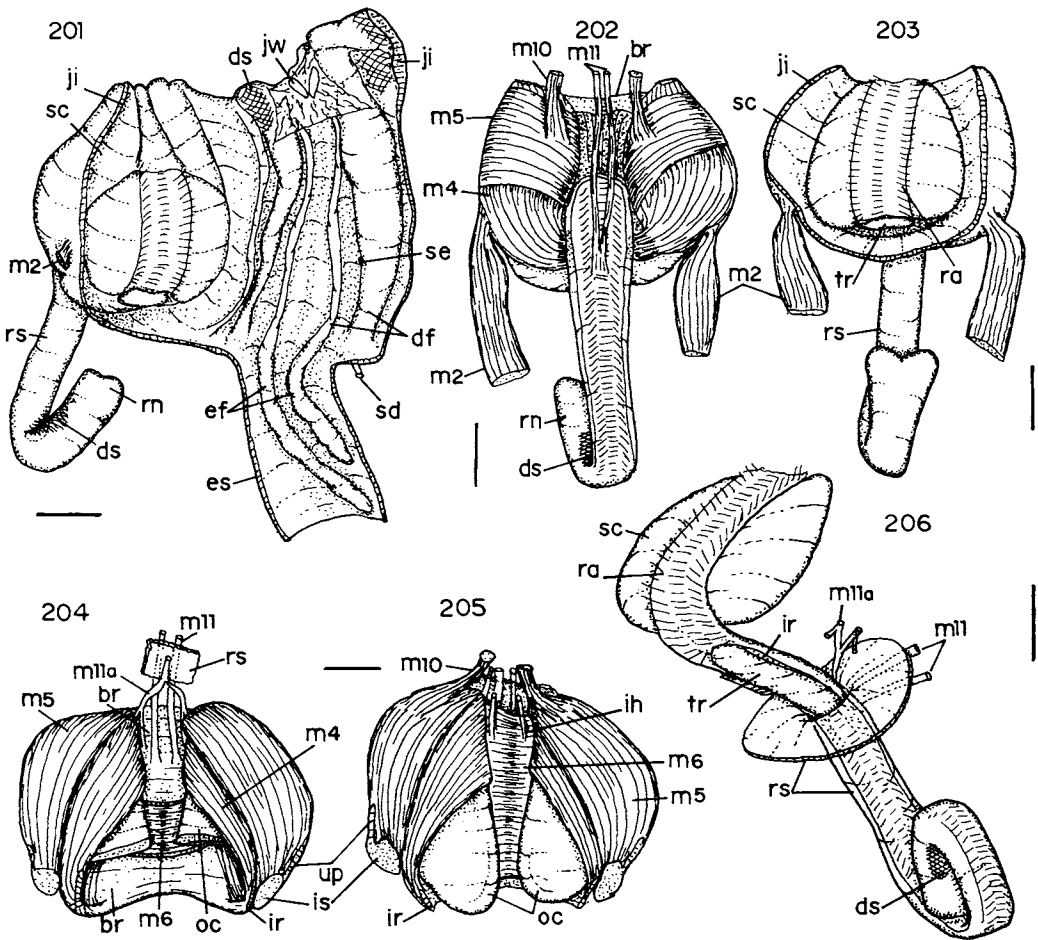 201
202
203
ji
sc
ds
jw
ji
m2
rs
rn
ds
se
df
ef
sd
es
m10
m11
br
m5
m4
m2
m2
rn
ds
ji
sc
tr
ra
rs
204
205
206
m11
rs
m11a
br
m5
m4
up
is
br
m6
oc
ir
m10
ih
m6
m5
ir
oc
sc
ra
ir
m11a
m11
tr
rs
ds